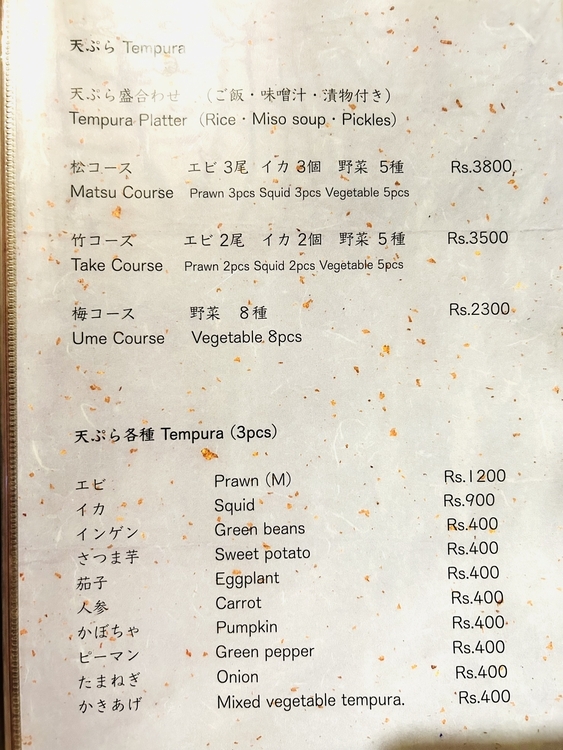 天ぷら Tempura
天ぷら盛合わせ （ご飯・味噌汁・漬物付き）
Tempura Platter （Rice・Miso soup・Pickles）
松コース エビ 3尾 イカ 3個 野菜 5種 Rs.3800
Matsu Course Prawn 3pcs Squid 3pcs Vegetable 5pcs
竹コース エビ 2尾 イカ 2個 野菜 5種 Rs.3500
Take Course Prawn 2pcs Squid 2pcs Vegetable 5pcs
梅コース 野菜 8種 Rs.2300
Ume Course Vegetable 8pcs
天ぷら各種 Tempura（3pcs）
エビ Prawn（M） Rs.1200
イカ Squid Rs.900
インゲン Green beans Rs.400
さつま芋 Sweet potato Rs.400
茄子 Eggplant Rs.400
人参 Carrot Rs.400
かぼちゃ Pumpkin Rs.400
ピーマン Green pepper Rs.400
たまねぎ Onion Rs.400
かきあげ Mixed vegetable tempura. Rs.400